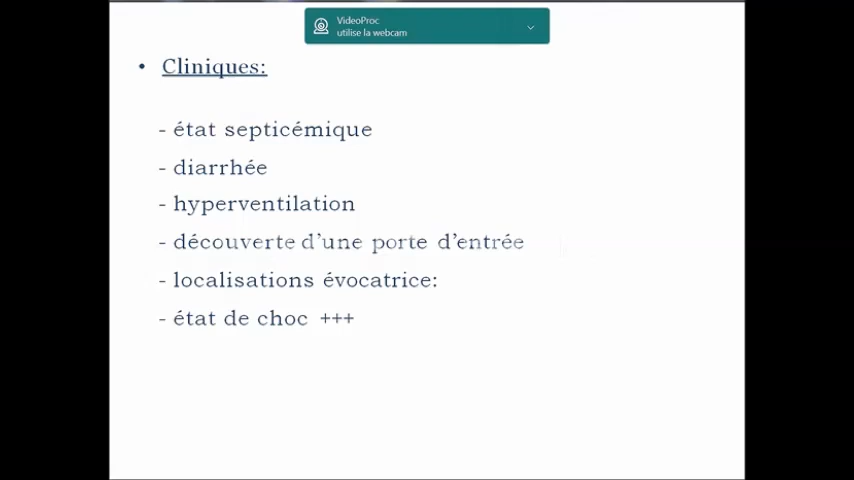 VideoProc
utilise la webcam
• Cliniques:
- état septicémique
- diarrhée
- hyperventilation
- découverte d’une porte d’entrée
- localisations évocatrice:
- état de choc +++